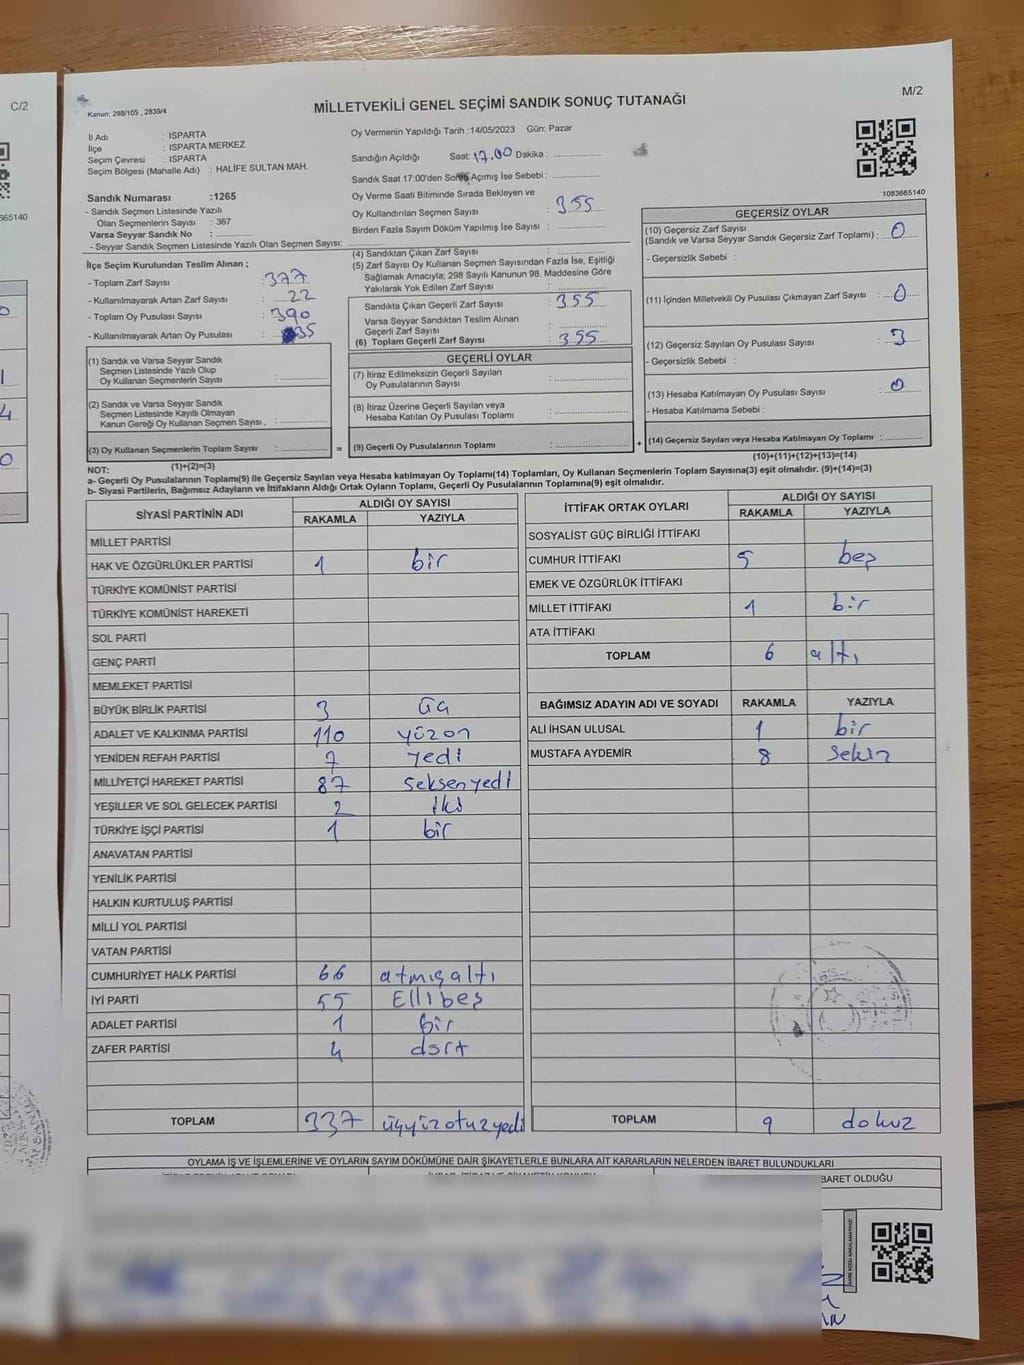 C/2
M/2
Kanun; 298/105 , 2839/4
MİLLETVEKİLİ GENEL SEÇİMİ SANDIK SONUÇ TUTANAĞI
İl Adı : ISPARTA
İlçe : ISPARTA MERKEZ
Seçim Çevresi : ISPARTA
Seçim Bölgesi (Mahalle Adı) : HALİFE SULTAN MAH.
Sandık Numarası :1265
- Sandık Seçmen Listesinde Yazılı
Olan Seçmenlerin Sayısı : 367
Varsa Seyyar Sandık No :
- Seyyar Sandık Seçmen Listesinde Yazılı Olan Seçmen Sayısı:
Oy Vermenin Yapıldığı Tarih :14/05/2023 Gün: Pazar
Sandığın Açıldığı Saat: 17,00 Dakika :
Sandık Saat 17:00'den Sonra Açımış İse Sebebi :
Oy Verme Saati Bitiminde Sırada Bekleyen ve
Oy Kullandırılan Seçmen Sayısı : 355
Birden Fazla Sayım Döküm Yapılmış İse Sayısı :
1083665140
665140
İlçe Seçim Kurulundan Teslim Alınan ;
- Toplam Zarf Sayısı : 377
- Kullanılmayarak Artan Zarf Sayısı : 22
- Toplam Oy Pusulası Sayısı : 390
- Kullanılmayarak Artan Oy Pusulası : 35
(1) Sandık ve Varsa Seyyar Sandık
Seçmen Listesinde Yazılı Olup
Oy Kullanan Seçmenlerin Sayısı :
(2) Sandık ve Varsa Seyyar Sandık
Seçmen Listesinde Kayıtlı Olmayan
Kanun Gereği Oy Kullanan Seçmen Sayısı , :
(3) Oy Kullanan Seçmenlerin Toplam Sayısı :
(1)+(2)=(3)
(4) Sandıktan Çıkan Zarf Sayısı :
(5) Zarf Sayısı Oy Kullanan Seçmen Sayısından Fazla İse, Eşitliği
Sağlamak Amacıyla; 298 Sayılı Kanunun 98. Maddesine Göre
Yakılarak Yok Edilen Zarf Sayısı :
Sandıkta Çıkan Geçerli Zarf Sayısı : 355
Varsa Seyyar Sandıktan Teslim Alınan
Geçerli Zarf Sayısı :
(6) Toplam Geçerli Zarf Sayısı : 355
GEÇERLİ OYLAR
(7) İtiraz Edilmeksizin Geçerli Sayılan
Oy Pusulalarının Sayısı :
(8) İtiraz Üzerine Geçerli Sayılan veya
Hesaba Katılan Oy Pusulası Toplamı :
= (9) Geçerli Oy Pusulalarının Toplamı :
GEÇERSİZ OYLAR
(10) Geçersiz Zarf Sayısı
(Sandık ve Varsa Seyyar Sandık Geçersiz Zarf Toplamı) : 0
- Geçersizlik Sebebi :
(11) İçinden Milletvekili Oy Pusulası Çıkmayan Zarf Sayısı : 0
(12) Geçersiz Sayılan Oy Pusulası Sayısı : 3
- Geçersizlik Sebebi :
(13) Hesaba Katılmayan Oy Pusulası Sayısı : 0
- Hesaba Katılmama Sebebi :
+ (14) Geçersiz Sayılan veya Hesaba Katılmayan Oy Toplamı :
(10)+(11)+(12)+(13)=(14)
NOT:
a- Geçerli Oy Pusulalarının Toplamı(9) ile Geçersiz Sayılan veya Hesaba katılmayan Oy Toplamı(14) Toplamları, Oy Kullanan Seçmenlerin Toplam Sayısına(3) eşit olmalıdır. (9)+(14)=(3)
b- Siyasi Partilerin, Bağımsız Adayların ve İttifakların Aldığı Ortak Oyların Toplamı, Geçerli Oy Pusulalarının Toplamına(9) eşit olmalıdır.
SİYASİ PARTİNİN ADI ALDIĞI OY SAYISI
RAKAMLA YAZIYLA
MİLLET PARTİSİ
HAK VE ÖZGÜRLÜKLER PARTİSİ 1 bir
TÜRKİYE KOMÜNİST PARTİSİ
TÜRKİYE KOMÜNİST HAREKETİ
SOL PARTİ
GENÇ PARTİ
MEMLEKET PARTİSİ
BÜYÜK BİRLİK PARTİSİ 3 üç
ADALET VE KALKINMA PARTİSİ 110 yüzon
YENİDEN REFAH PARTİSİ 7 yedi
MİLLİYETÇİ HAREKET PARTİSİ 87 seksenyedi
YEŞİLLER VE SOL GELECEK PARTİSİ 2 iki
TÜRKİYE İŞÇİ PARTİSİ 1 bir
ANAVATAN PARTİSİ
YENİLİK PARTİSİ
HALKIN KURTULUŞ PARTİSİ
MİLLİ YOL PARTİSİ
VATAN PARTİSİ
CUMHURİYET HALK PARTİSİ 66 atmışaltı
İYİ PARTİ 55 Ellibeş
ADALET PARTİSİ 1 bir
ZAFER PARTİSİ 4 dört
TOPLAM 337 üçyüzotuzyedi
İTTİFAK ORTAK OYLARI ALDIĞI OY SAYISI
RAKAMLA YAZIYLA
SOSYALİST GÜÇ BİRLİĞİ İTTİFAKI
CUMHUR İTTİFAKI 5 beş
EMEK VE ÖZGÜRLÜK İTTİFAKI
MİLLET İTTİFAKI 1 bir
ATA İTTİFAKI
TOPLAM 6 altı
BAĞIMSIZ ADAYIN ADI VE SOYADI RAKAMLA YAZIYLA
ALİ İHSAN ULUSAL 1 bir
MUSTAFA AYDEMİR 8 sekiz
TOPLAM 9 dokuz
OYLAMA İŞ VE İŞLEMLERİNE VE OYLARIN SAYIM DÖKÜMÜNE DAİR ŞİKAYETLERLE BUNLARA AİT KARARLARIN NELERDEN İBARET BULUNDUKLARI
BARET OLDUĞU